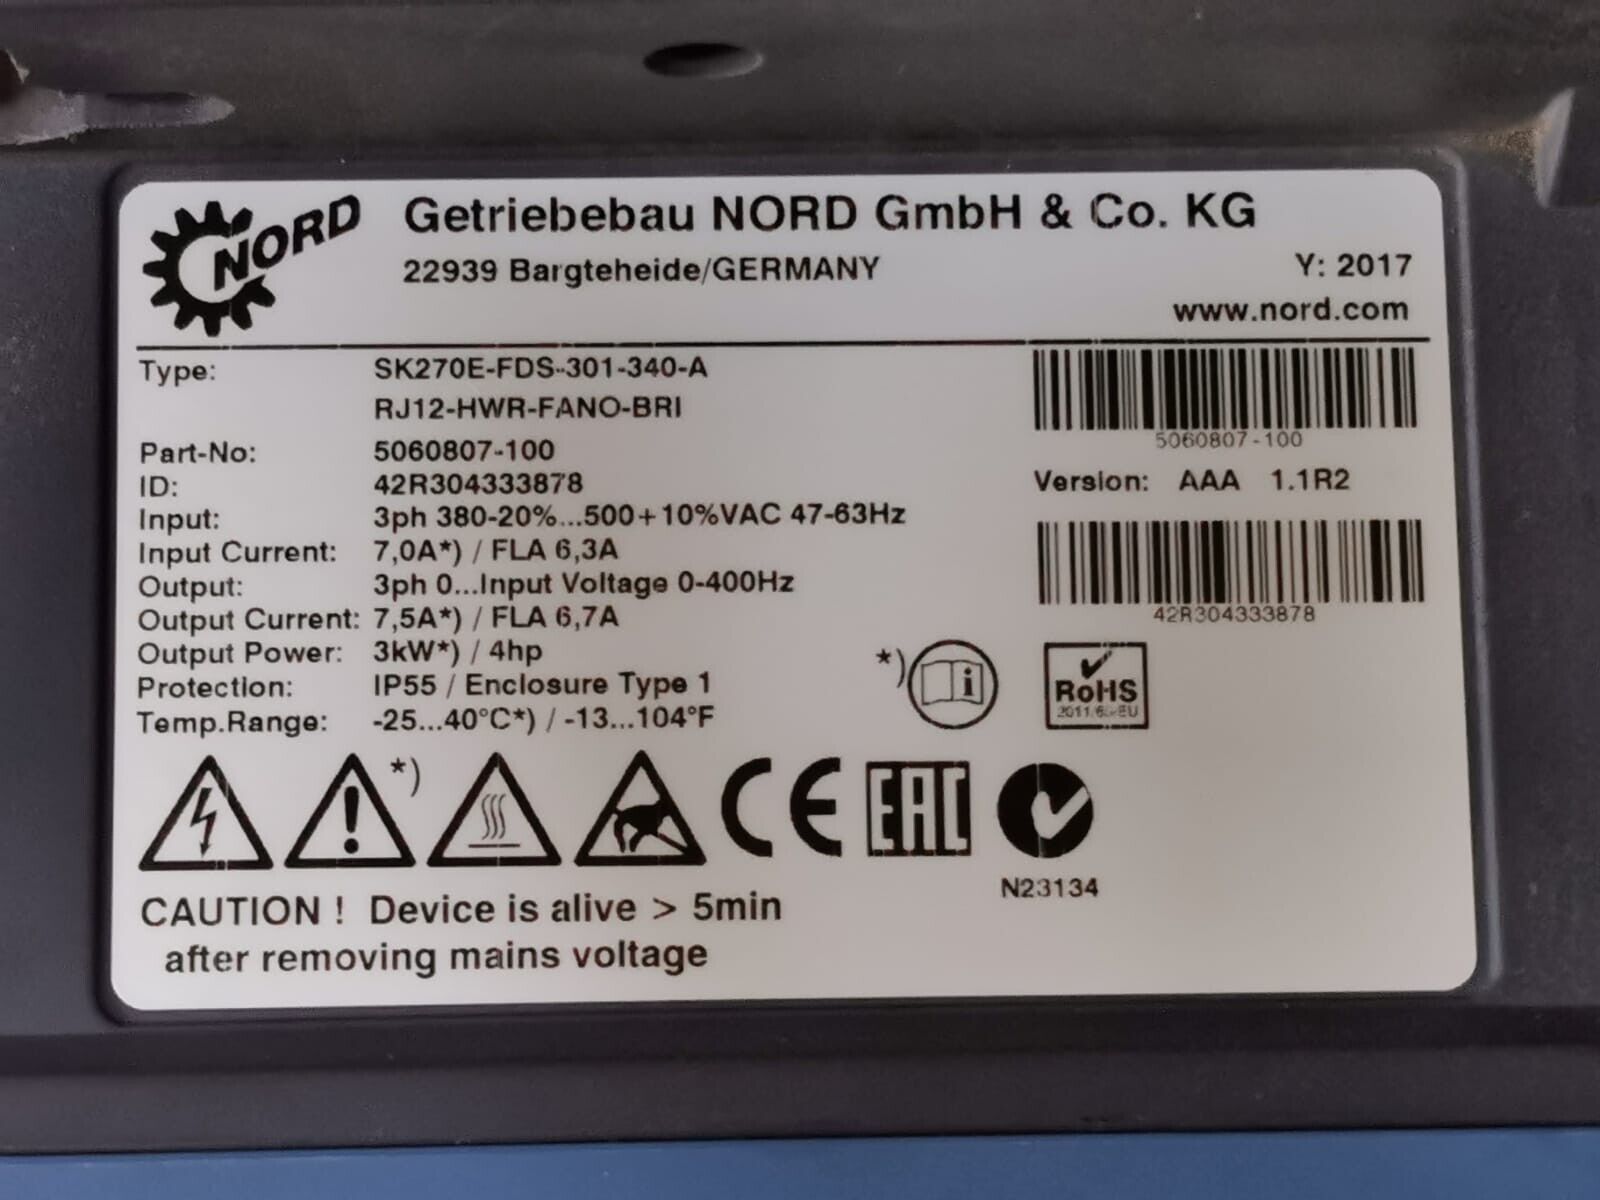 NORD
Getriebebau NORD GmbH & Co. KG
22939 Bargteheide/GERMANY
Y: 2017
www.nord.com
Type: SK270E-FDS-301-340-A
RJ12-HWR-FANO-BRI
5060807-100
Part-No: 5060807-100
ID: 42R304333878
Version: AAA 1.1R2
Input: 3ph 380-20%...500+10%VAC 47-63Hz
Input Current: 7,0A*) / FLA 6,3A
Output: 3ph 0...Input Voltage 0-400Hz
Output Current: 7,5A*) / FLA 6,7A
42R304333878
Output Power: 3kW*) / 4hp
Protection: IP55 / Enclosure Type 1
Temp.Range: -25...40°C*) / -13...104°F
*) i
RoHS
*)
CE
EAC
N23134
CAUTION ! Device is alive > 5min
after removing mains voltage